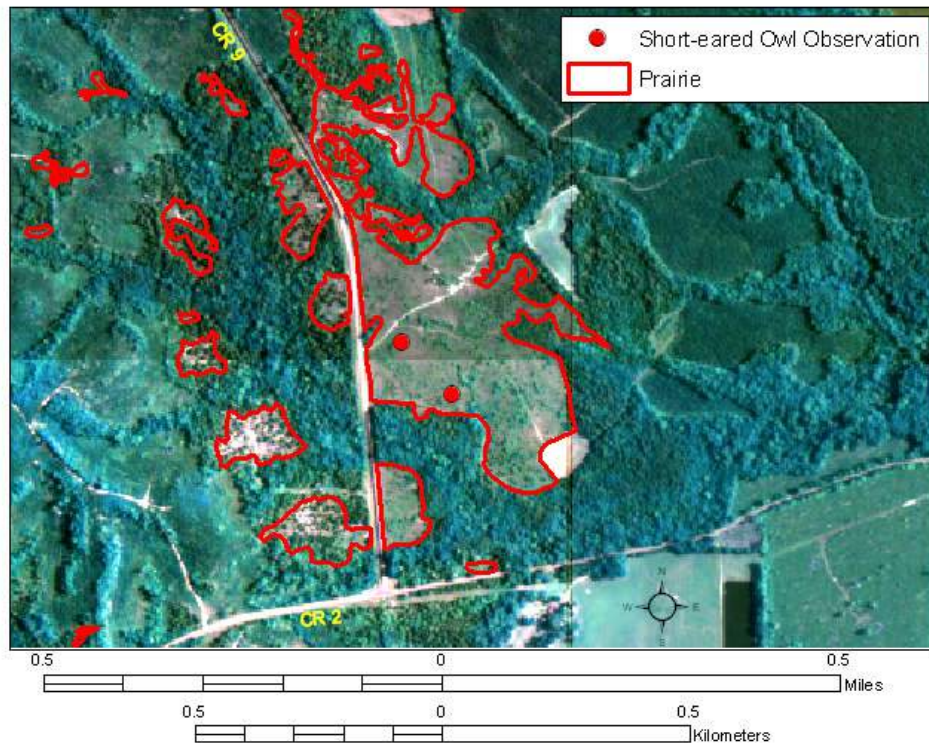 CR 9
Short-eared Owl Observation
Prairie
CR 2
N
W E
S
0.5 0 0.5
Miles
0.5 0 0.5
Kilometers